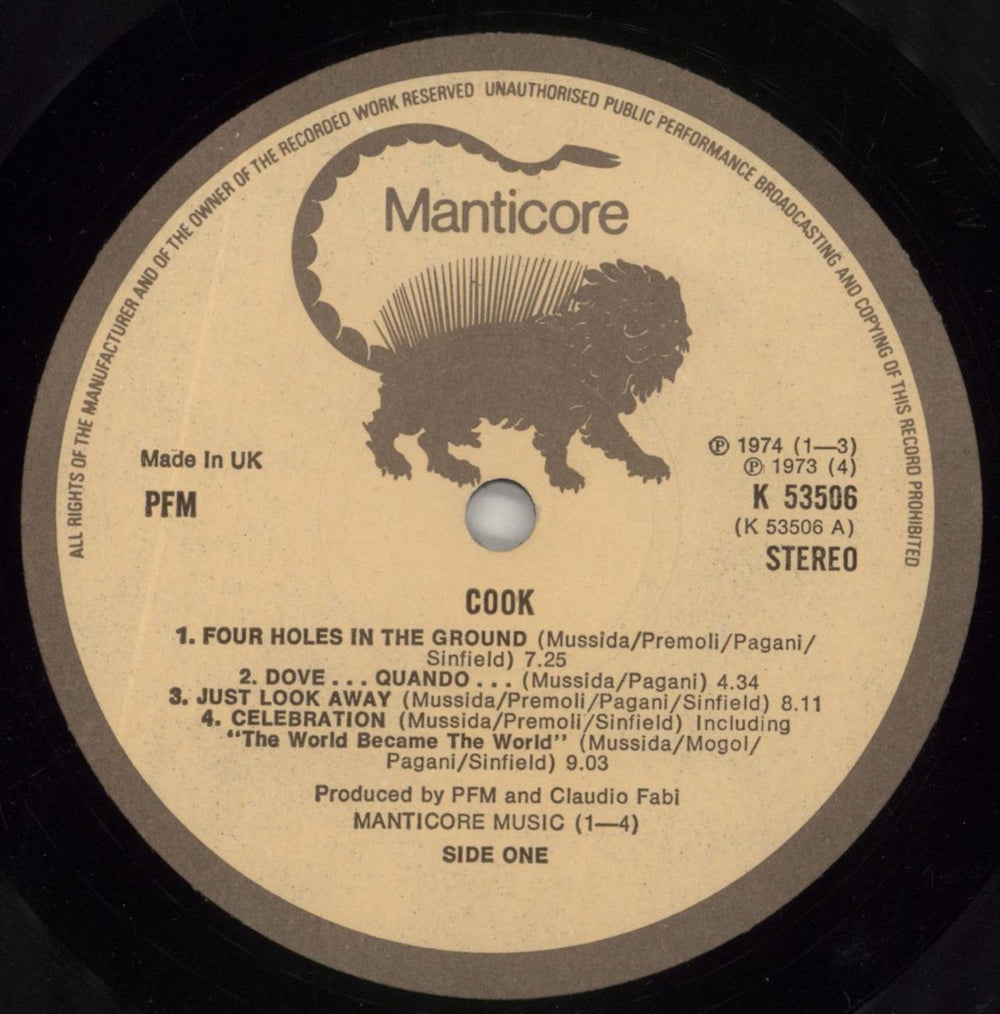 ALL RIGHTS OF THE MANUFACTURER AND OF THE OWNER OF THE RECORDED WORK RESERVED UNAUTHORISED PUBLIC PERFORMANCE BROADCASTING AND COPYING OF THIS RECORD PROHIBITED
Manticore
Made In UK
PFM
℗ 1974 (1—3)
℗ 1973 (4)
K 53506
(K 53506 A)
STEREO
COOK
1. FOUR HOLES IN THE GROUND (Mussida/Premoli/Pagani/
Sinfield) 7.25
2. DOVE . . . QUANDO . . . (Mussida/Pagani) 4.34
3. JUST LOOK AWAY (Mussida/Premoli/Pagani/Sinfield) 8.11
4. CELEBRATION (Mussida/Premoli/Sinfield) Including
“The World Became The World” (Mussida/Mogol/
Pagani/Sinfield) 9.03
Produced by PFM and Claudio Fabi
MANTICORE MUSIC (1—4)
SIDE ONE